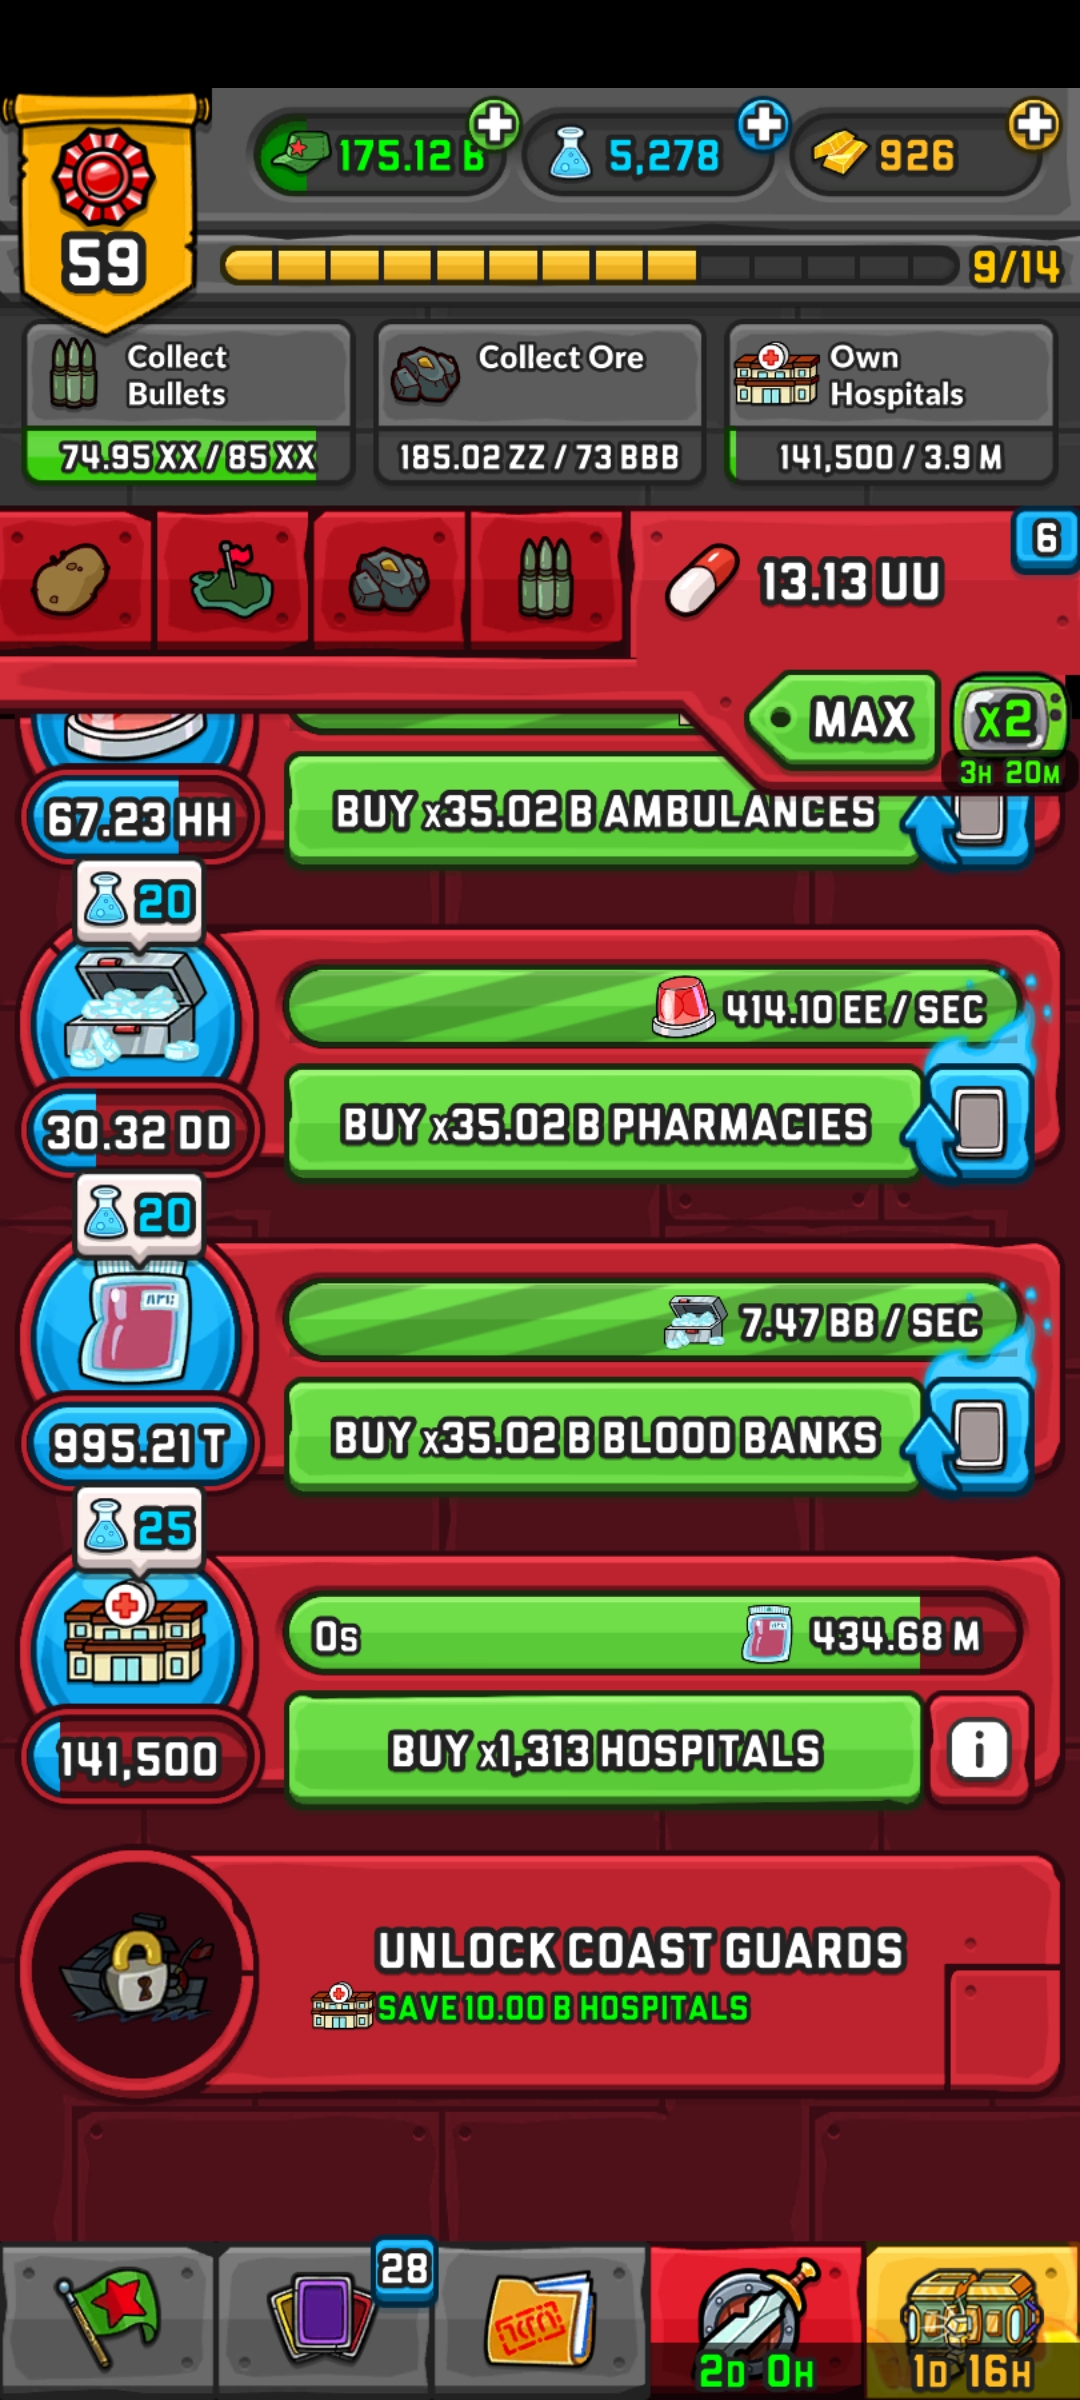 59
175.12 B
5,278
926
9/14
Collect
Bullets
74.95 XX / 85 XX
Collect Ore
185.02 ZZ / 73 BBB
Own
Hospitals
141,500 / 3.9 M
13.13 UU
6
MAX
x2
3H 20M
67.23 HH
BUY x35.02 B AMBULANCES
20
414.10 EE / SEC
30.32 DD
BUY x35.02 B PHARMACIES
20
7.47 BB / SEC
995.21 T
BUY x35.02 B BLOOD BANKS
25
0s
434.68 M
141,500
BUY x1,313 HOSPITALS
i
UNLOCK COAST GUARDS
SAVE 10.00 B HOSPITALS
28
2D 0H
1D 16H